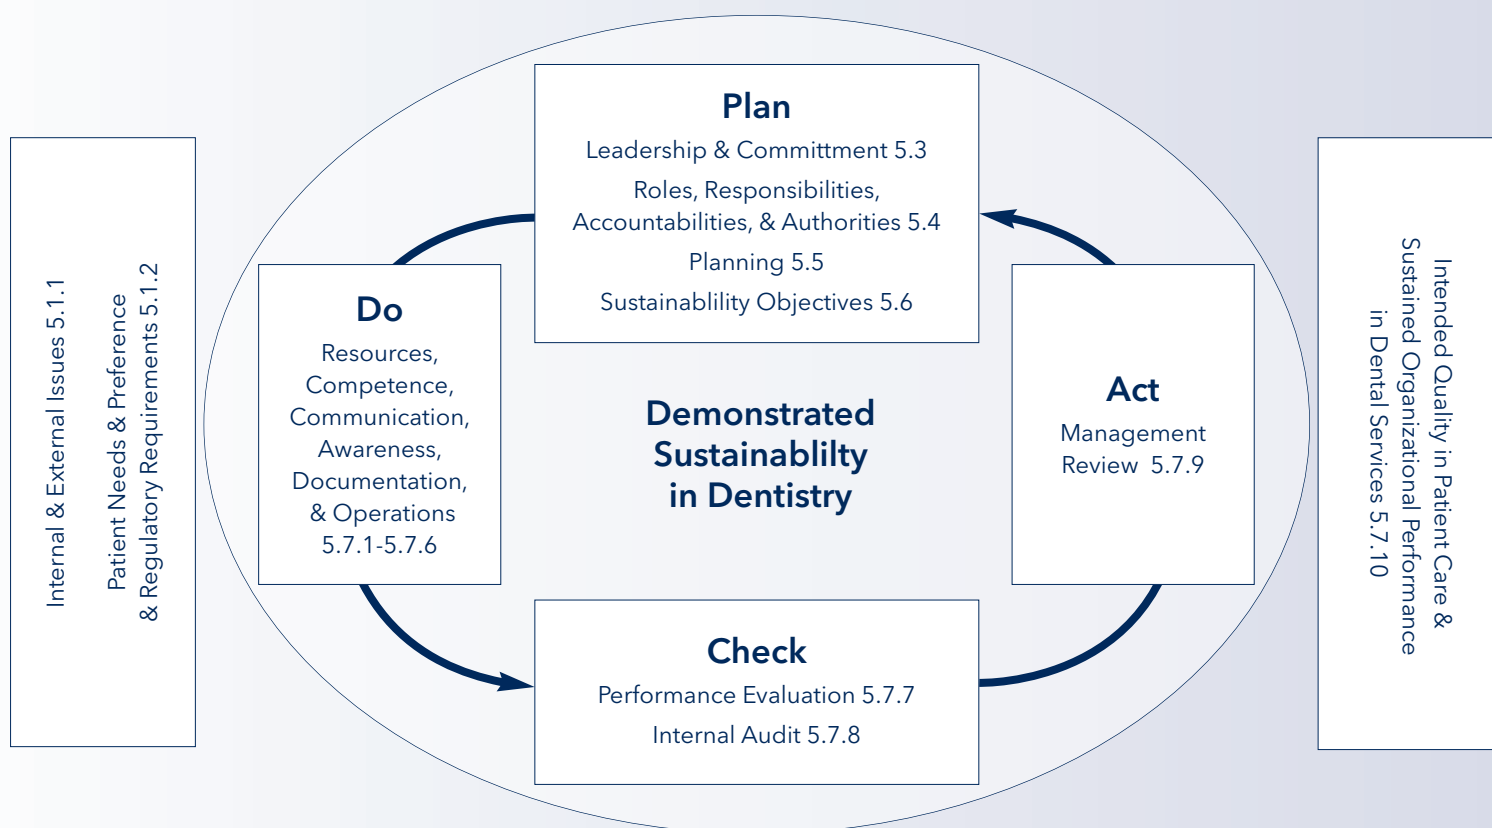 Internal & External Issues 5.1.1
Patient Needs & Preference
& Regulatory Requirements 5.1.2
Plan
Leadership & Committment 5.3
Roles, Responsibilities,
Accountabilities, & Authorities 5.4
Planning 5.5
Sustainablility Objectives 5.6
Do
Resources,
Competence,
Communication,
Awareness,
Documentation,
& Operations
5.7.1-5.7.6
Demonstrated
Sustainablilty
in Dentistry
Act
Management
Review 5.7.9
Check
Performance Evaluation 5.7.7
Internal Audit 5.7.8
Intended Quality in Patient Care &
Sustained Organizational Performance
in Dental Services 5.7.10